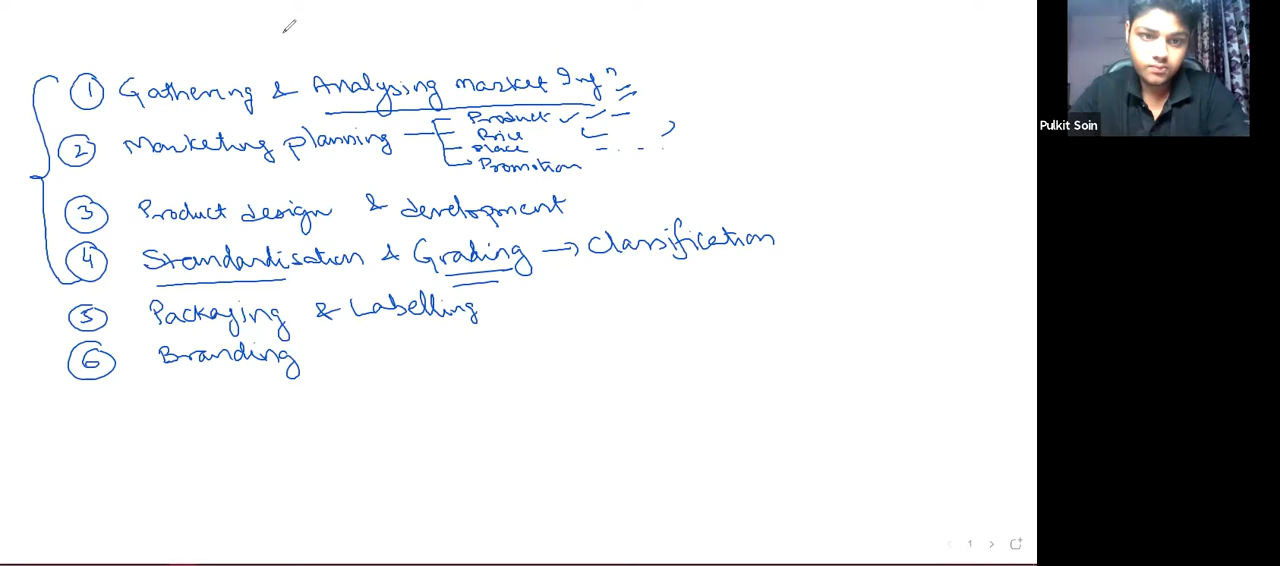 ① Gathering & Analysing market Infⁿ
② Marketing planning
Product
Price
Place
Promotion
③ Product design & development
④ Standardisation & Grading → Classification
⑤ Packaging & Labelling
⑥ Branding
Pulkit Soin
1